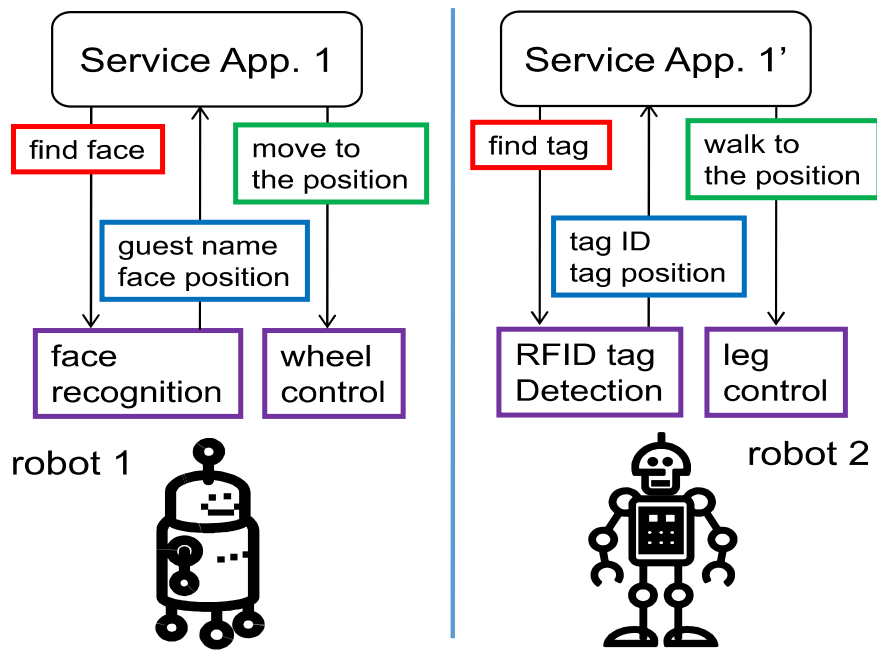 Service App. 1
find face
move to
the position
guest name
face position
face
recognition
wheel
control
robot 1
Service App. 1’
find tag
walk to
the position
tag ID
tag position
RFID tag
Detection
leg
control
robot 2